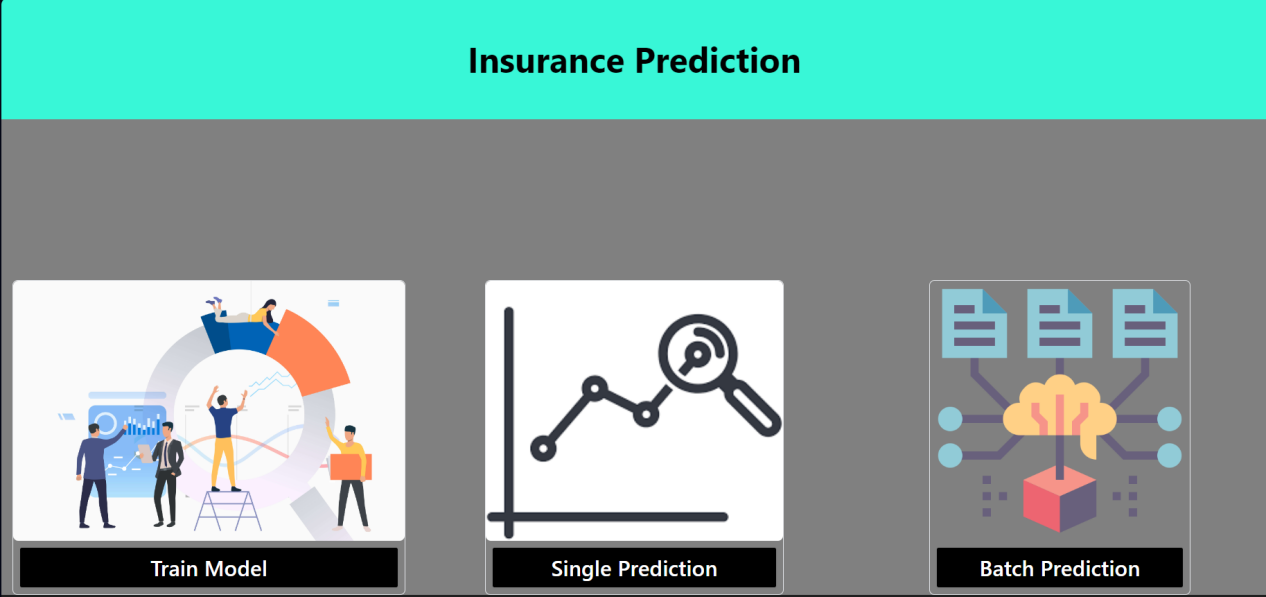 Insurance Prediction
Train Model
Single Prediction
Batch Prediction